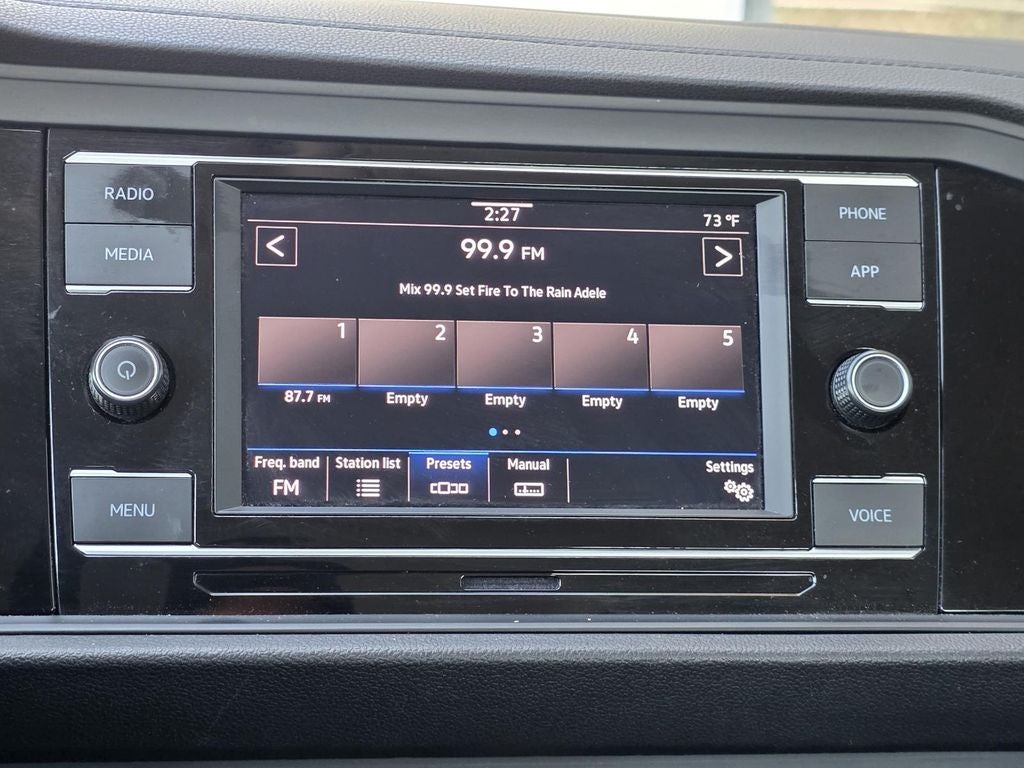 RADIO
MEDIA
MENU
2:27
73 °F
<
99.9 FM
>
Mix 99.9 Set Fire To The Rain Adele
1 2 3 4 5
87.7 FM Empty Empty Empty Empty
Freq. band Station list Presets Manual Settings
FM
PHONE
APP
VOICE